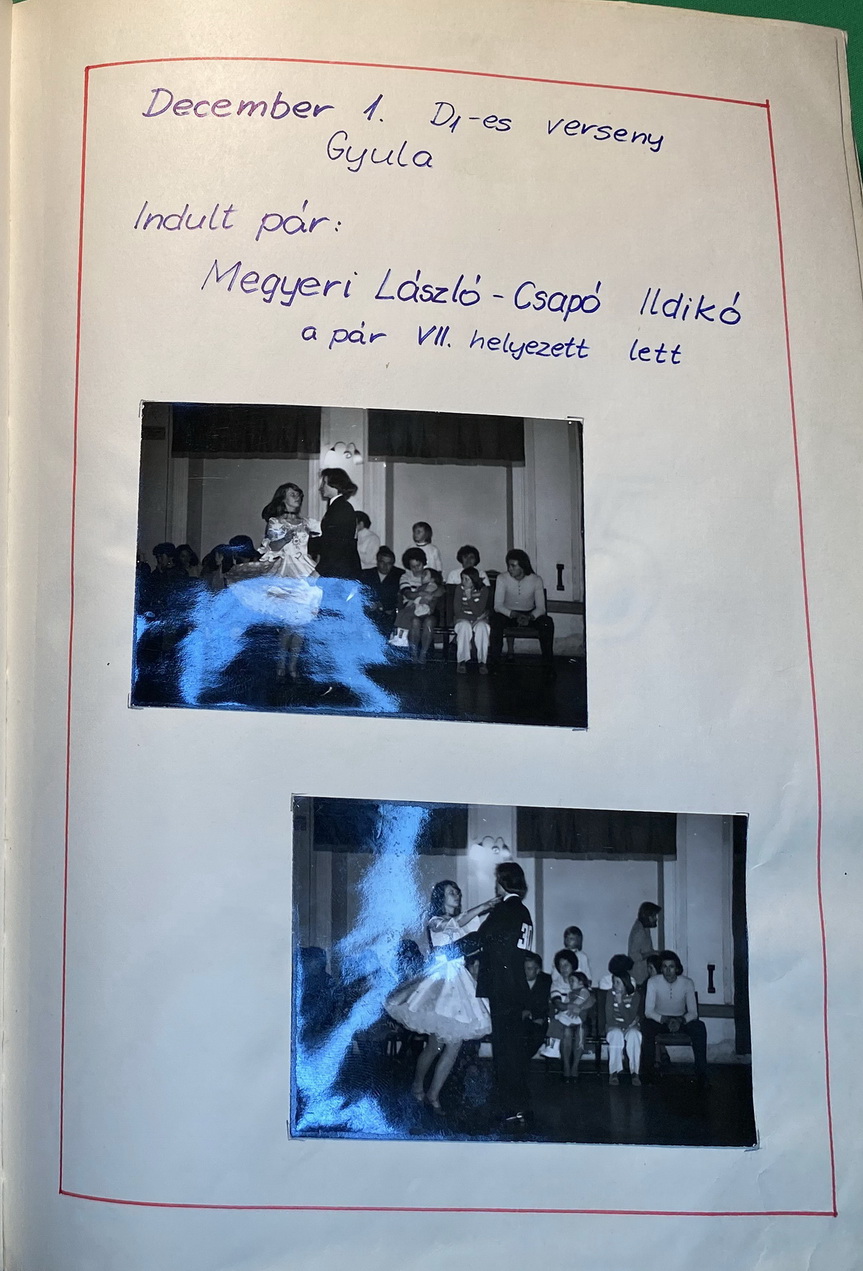 December 1. D1-es verseny
Gyula
Indult pár:
Megyeri László - Csapó Ildikó
a pár VII. helyezett lett